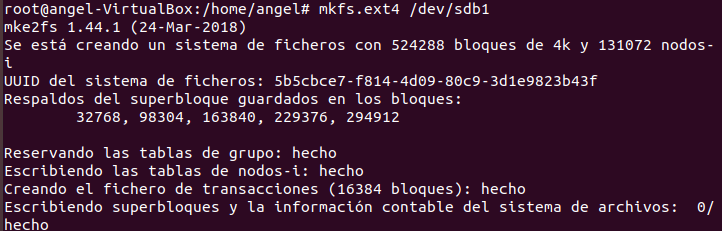 root@angel-VirtualBox:/home/angel# mkfs.ext4 /dev/sdb1
mke2fs 1.44.1 (24-Mar-2018)
Se está creando un sistema de ficheros con 524288 bloques de 4k y 131072 nodos-
i
UUID del sistema de ficheros: 5b5cbce7-f814-4d09-80c9-3d1e9823b43f
Respaldos del superbloque guardados en los bloques:
        32768, 98304, 163840, 229376, 294912

Reservando las tablas de grupo: hecho
Escribiendo las tablas de nodos-i: hecho
Creando el fichero de transacciones (16384 bloques): hecho
Escribiendo superbloques y la información contable del sistema de archivos:  0/
hecho